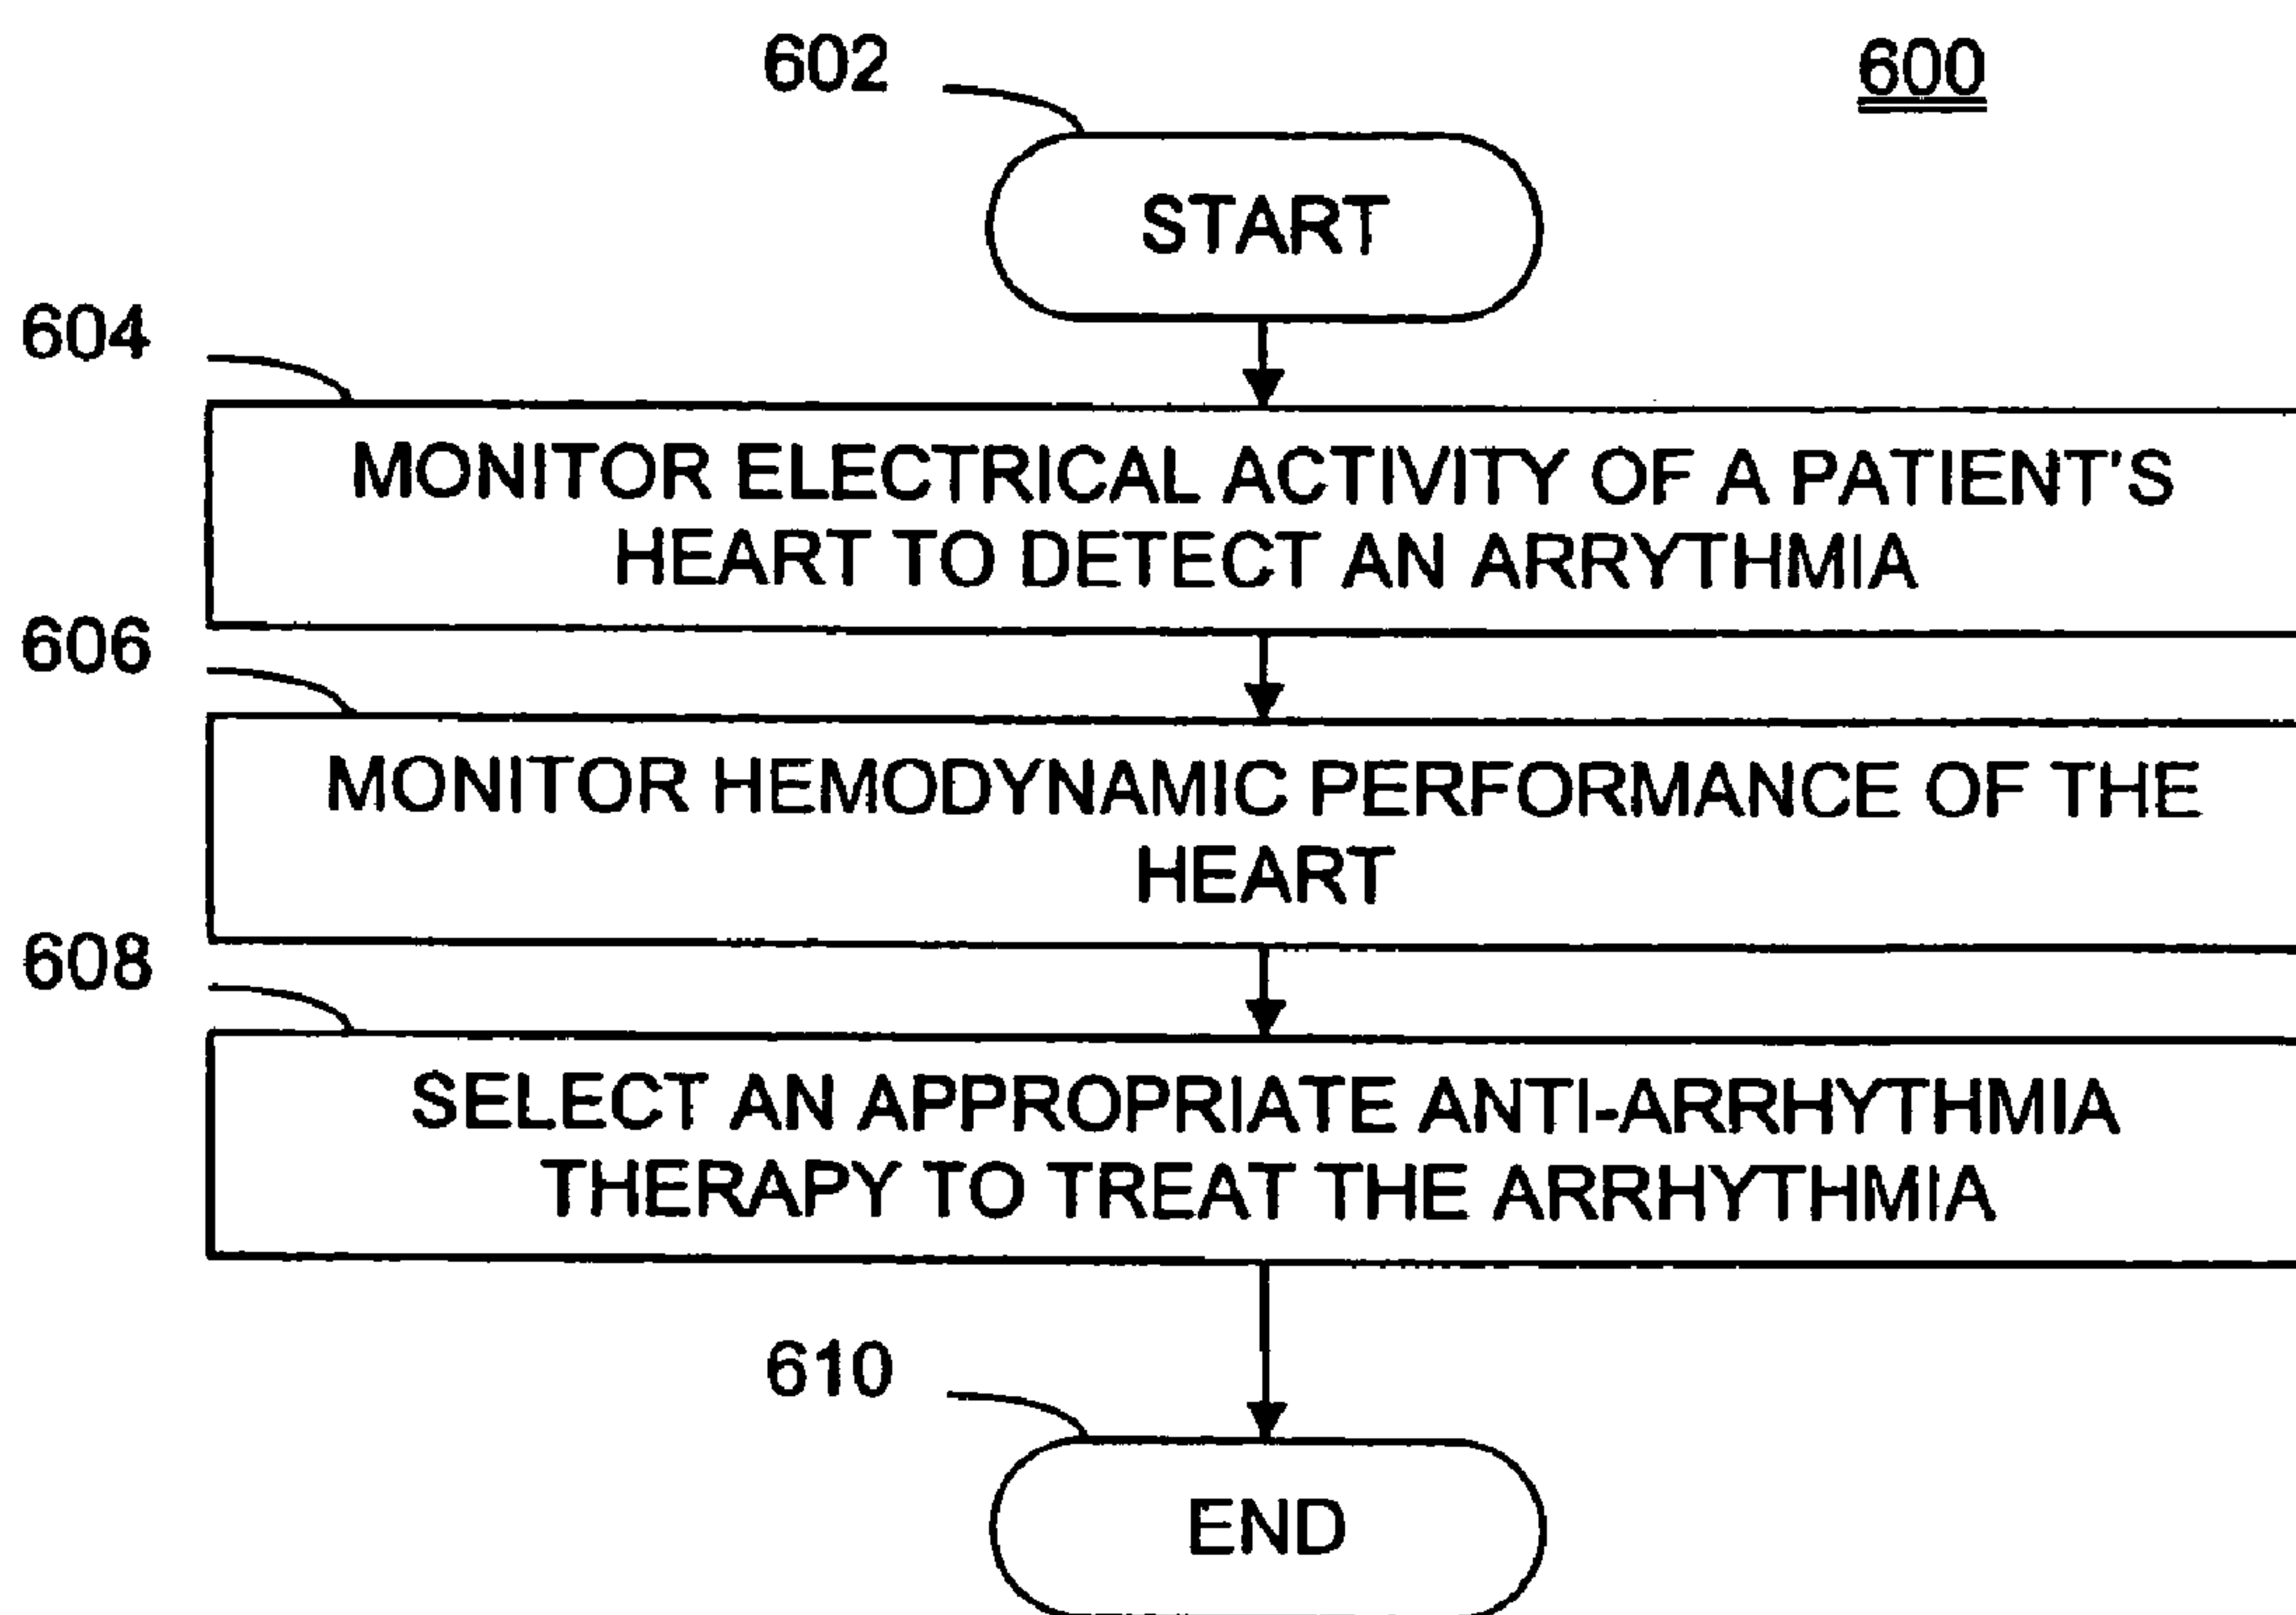 602
600
START
604
MONITOR ELECTRICAL ACTIVITY OF A PATIENT'S
HEART TO DETECT AN ARRYTHMIA
606
MONITOR HEMODYNAMIC PERFORMANCE OF THE
HEART
608
SELECT AN APPROPRIATE ANTI-ARRHYTHMIA
THERAPY TO TREAT THE ARRHYTHMIA
610
END